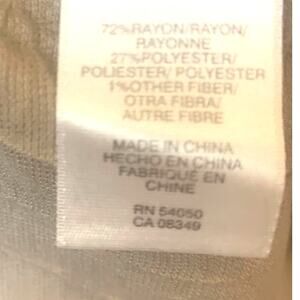 72%RAYON/RAYON/
RAYONNE
27%POLYESTER/
POLIESTER/POLYESTER
1%OTHER FIBER/
OTRA FIBRA/
AUTRE FIBRE
MADE IN CHINA
HECHO EN CHINA
FABRIQUÉ EN
CHINE
RN 54050
CA 08349